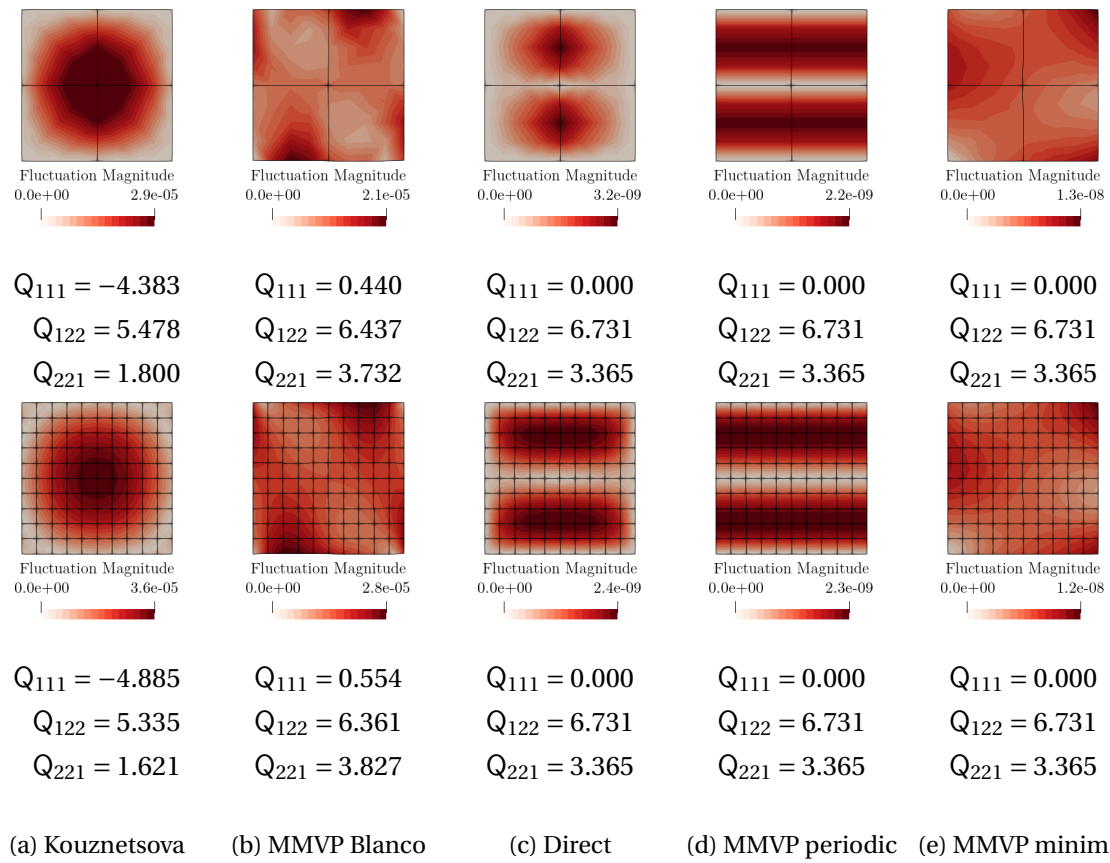 Fluctuation Magnitude Fluctuation Magnitude Fluctuation Magnitude Fluctuation Magnitude Fluctuation Magnitude
0.0e+00 2.9e-05 0.0e+00 2.1e-05 0.0e+00 3.2e-09 0.0e+00 2.2e-09 0.0e+00 1.3e-08
Q111 = −4.383 Q111 = 0.440 Q111 = 0.000 Q111 = 0.000 Q111 = 0.000
Q122 = 5.478 Q122 = 6.437 Q122 = 6.731 Q122 = 6.731 Q122 = 6.731
Q221 = 1.800 Q221 = 3.732 Q221 = 3.365 Q221 = 3.365 Q221 = 3.365
Fluctuation Magnitude Fluctuation Magnitude Fluctuation Magnitude Fluctuation Magnitude Fluctuation Magnitude
0.0e+00 3.6e-05 0.0e+00 2.8e-05 0.0e+00 2.4e-09 0.0e+00 2.3e-09 0.0e+00 1.2e-08
Q111 = −4.885 Q111 = 0.554 Q111 = 0.000 Q111 = 0.000 Q111 = 0.000
Q122 = 5.335 Q122 = 6.361 Q122 = 6.731 Q122 = 6.731 Q122 = 6.731
Q221 = 1.621 Q221 = 3.827 Q221 = 3.365 Q221 = 3.365 Q221 = 3.365
(a) Kouznetsova (b) MMVP Blanco (c) Direct (d) MMVP periodic (e) MMVP minim